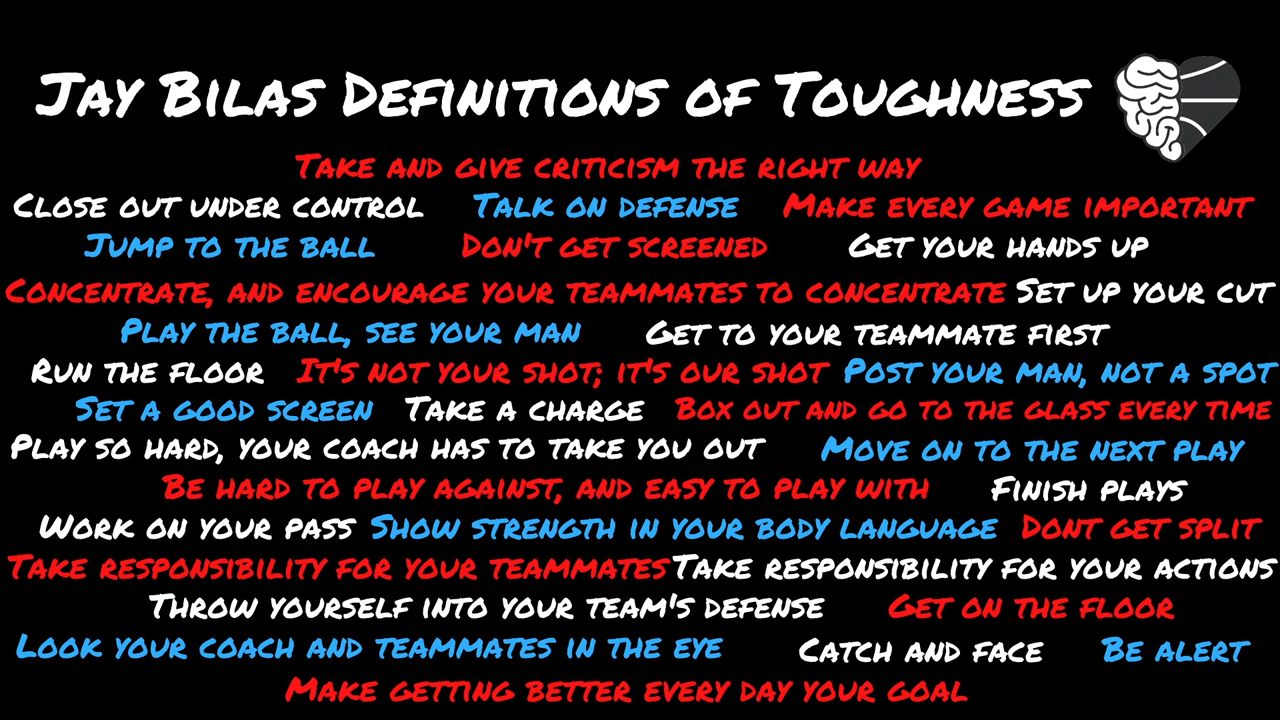 Jay Bilas Definitions of Toughness
Take and give criticism the right way
Close out under control Talk on defense Make every game important
Jump to the ball Don't get screened Get your hands up
Concentrate, and encourage your teammates to concentrate Set up your cut
Play the ball, see your man Get to your teammate first
Run the floor It's not your shot; it's our shot Post your man, not a spot
Set a good screen Take a charge Box out and go to the glass every time
Play so hard, your coach has to take you out Move on to the next play
Be hard to play against, and easy to play with Finish plays
Work on your pass Show strength in your body language Dont get split
Take responsibility for your teammates Take responsibility for your actions
Throw yourself into your team's defense Get on the floor
Look your coach and teammates in the eye Catch and face Be alert
Make getting better every day your goal